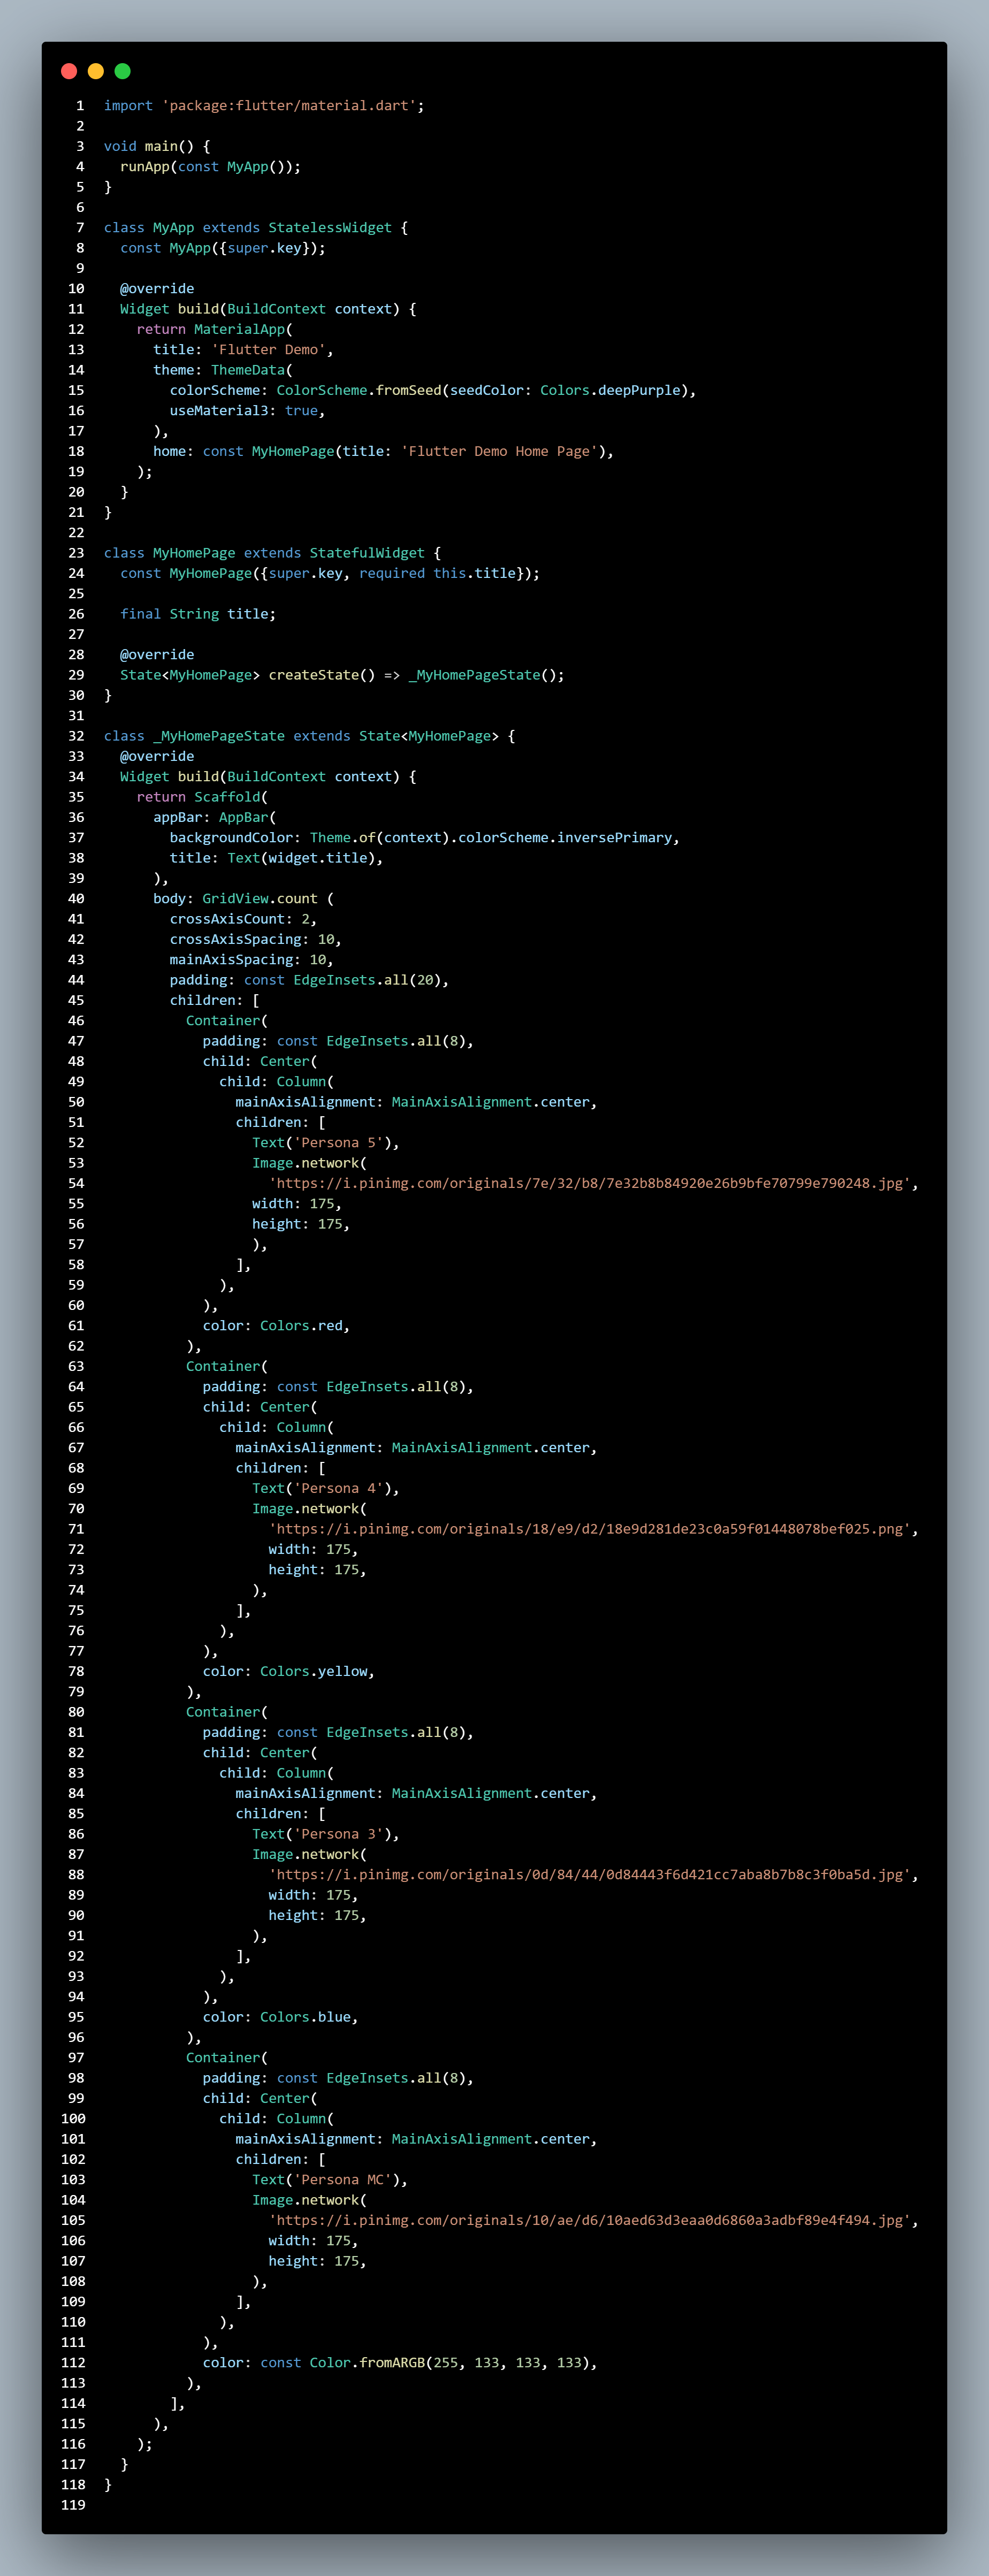 1 import 'package:flutter/material.dart';
2
3 void main() {
4   runApp(const MyApp());
5 }
6
7 class MyApp extends StatelessWidget {
8   const MyApp({super.key});
9
10   @override
11   Widget build(BuildContext context) {
12     return MaterialApp(
13       title: 'Flutter Demo',
14       theme: ThemeData(
15         colorScheme: ColorScheme.fromSeed(seedColor: Colors.deepPurple),
16         useMaterial3: true,
17       ),
18       home: const MyHomePage(title: 'Flutter Demo Home Page'),
19     );
20   }
21 }
22
23 class MyHomePage extends StatefulWidget {
24   const MyHomePage({super.key, required this.title});
25
26   final String title;
27
28   @override
29   State<MyHomePage> createState() => _MyHomePageState();
30 }
31
32 class _MyHomePageState extends State<MyHomePage> {
33   @override
34   Widget build(BuildContext context) {
35     return Scaffold(
36       appBar: AppBar(
37         backgroundColor: Theme.of(context).colorScheme.inversePrimary,
38         title: Text(widget.title),
39       ),
40       body: GridView.count (
41         crossAxisCount: 2,
42         crossAxisSpacing: 10,
43         mainAxisSpacing: 10,
44         padding: const EdgeInsets.all(20),
45         children: [
46           Container(
47             padding: const EdgeInsets.all(8),
48             child: Center(
49               child: Column(
50                 mainAxisAlignment: MainAxisAlignment.center,
51                 children: [
52                   Text('Persona 5'),
53                   Image.network(
54                     'https://i.pinimg.com/originals/7e/32/b8/7e32b8b84920e26b9bfe70799e790248.jpg',
55                   width: 175,
56                   height: 175,
57                   ),
58                 ],
59               ),
60             ),
61             color: Colors.red,
62           ),
63           Container(
64             padding: const EdgeInsets.all(8),
65             child: Center(
66               child: Column(
67                 mainAxisAlignment: MainAxisAlignment.center,
68                 children: [
69                   Text('Persona 4'),
70                   Image.network(
71                     'https://i.pinimg.com/originals/18/e9/d2/18e9d281de23c0a59f01448078bef025.png',
72                     width: 175,
73                     height: 175,
74                   ),
75                 ],
76               ),
77             ),
78             color: Colors.yellow,
79           ),
80           Container(
81             padding: const EdgeInsets.all(8),
82             child: Center(
83               child: Column(
84                 mainAxisAlignment: MainAxisAlignment.center,
85                 children: [
86                   Text('Persona 3'),
87                   Image.network(
88                     'https://i.pinimg.com/originals/0d/84/44/0d84443f6d421cc7aba8b7b8c3f0ba5d.jpg',
89                     width: 175,
90                     height: 175,
91                   ),
92                 ],
93               ),
94             ),
95             color: Colors.blue,
96           ),
97           Container(
98             padding: const EdgeInsets.all(8),
99             child: Center(
100               child: Column(
101                 mainAxisAlignment: MainAxisAlignment.center,
102                 children: [
103                   Text('Persona MC'),
104                   Image.network(
105                     'https://i.pinimg.com/originals/10/ae/d6/10aed63d3eaa0d6860a3adbf89e4f494.jpg',
106                     width: 175,
107                     height: 175,
108                   ),
109                 ],
110               ),
111             ),
112             color: const Color.fromARGB(255, 133, 133, 133),
113           ),
114         ],
115       ),
116     );
117   }
118 }
119